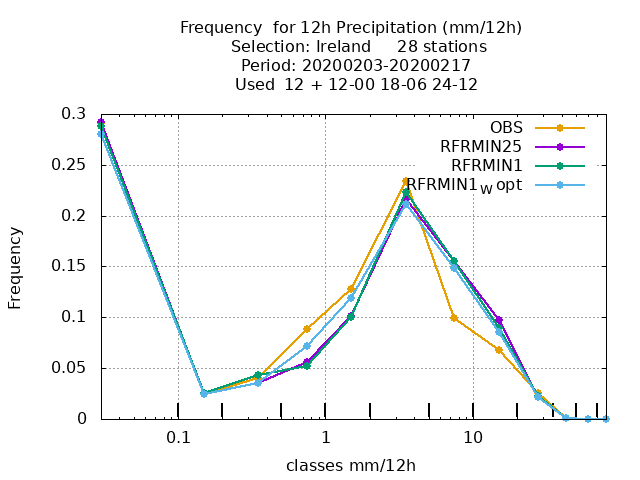 Frequency  for 12h Precipitation (mm/12h)
Selection: Ireland     28 stations
Period: 20200203-20200217
Used  12 + 12-00 18-06 24-12
OBS
RFRMIN25
RFRMIN1
RFRMIN1w opt
0.3
0.25
0.2
0.15
0.1
0.05
0
Frequency
0.1
1
10
classes mm/12h